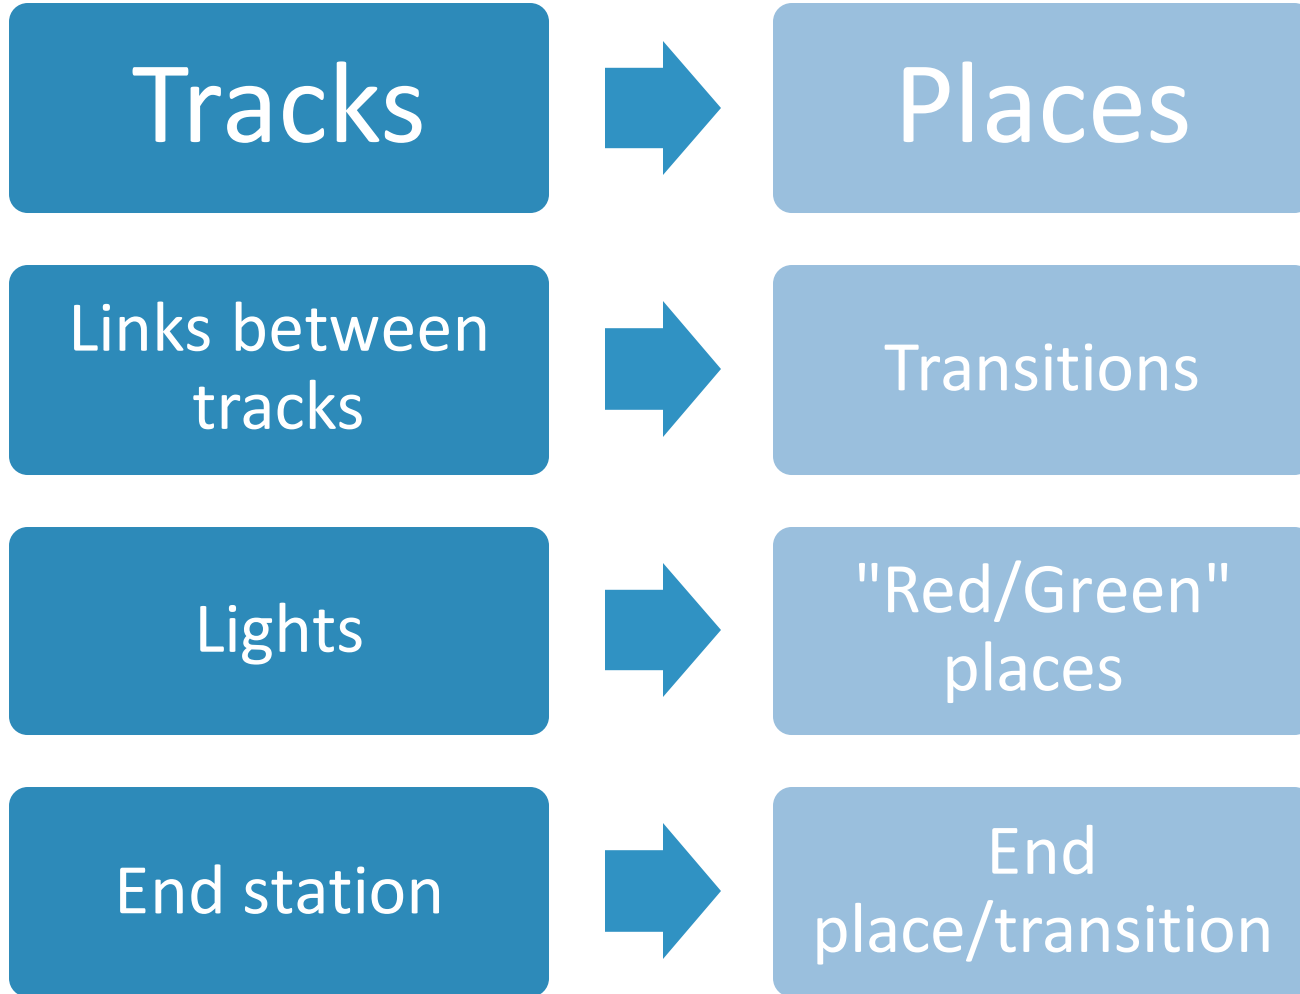 Tracks
Places
Links between
tracks
Transitions
Lights
"Red/Green"
places
End station
End
place/transition